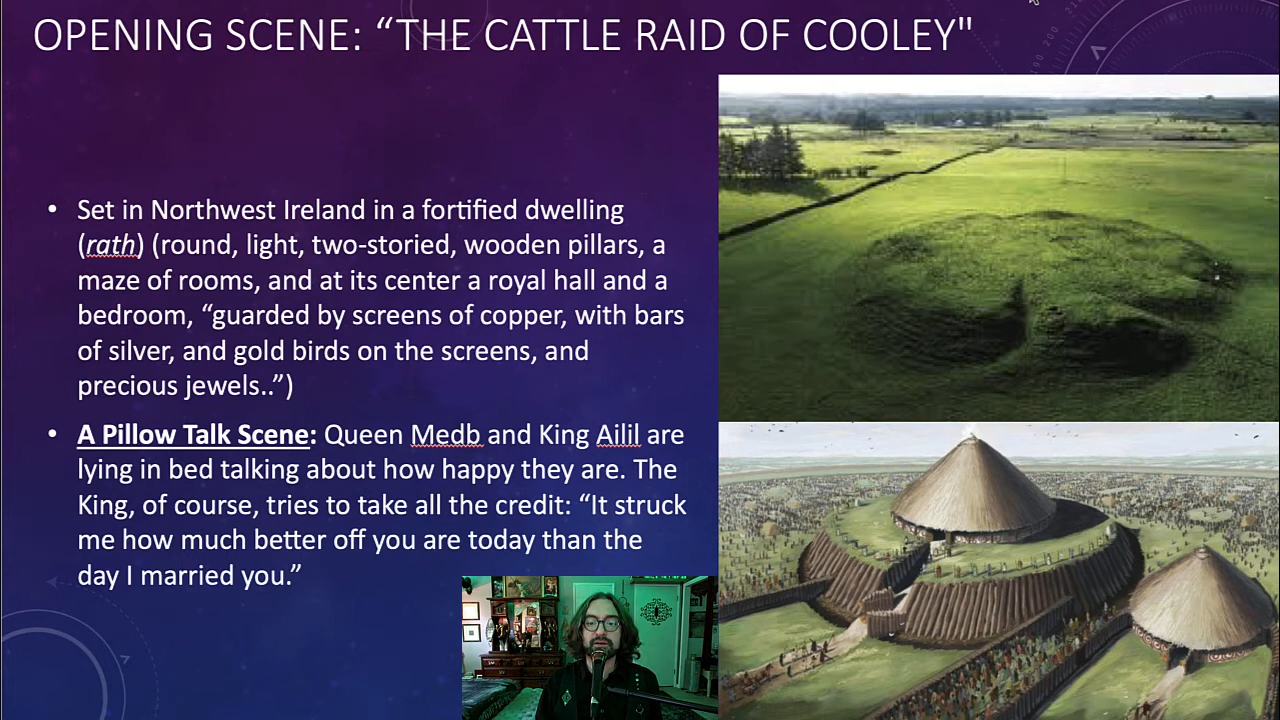 OPENING SCENE: “THE CATTLE RAID OF COOLEY"
• Set in Northwest Ireland in a fortified dwelling
(rath) (round, light, two-storied, wooden pillars, a
maze of rooms, and at its center a royal hall and a
bedroom, “guarded by screens of copper, with bars
of silver, and gold birds on the screens, and
precious jewels..”)
• A Pillow Talk Scene: Queen Medb and King Ailil are
lying in bed talking about how happy they are. The
King, of course, tries to take all the credit: “It struck
me how much better off you are today than the
day I married you.”